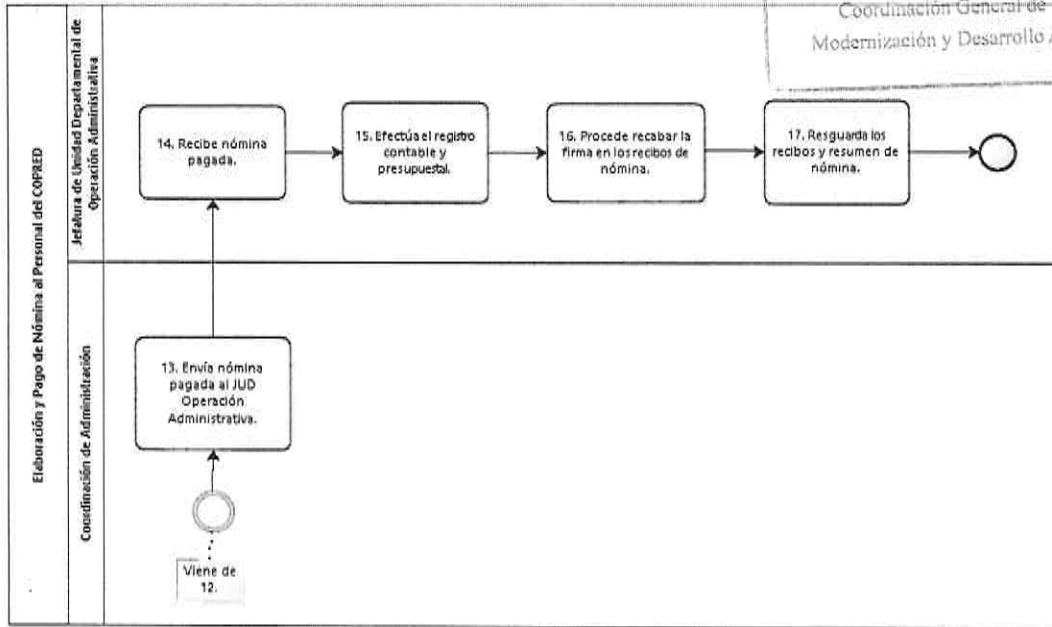 Coordinación General de
Modernización y Desarrollo A
Elaboración y Pago de Nómina al Personal del COPRED
Jefatura de Unidad Departamental de
Operación Administrativa
14. Recibe nómina
pagada.
15. Efectúa el registro
contable y
presupuestal.
16. Procede recabar la
firma en los recibos de
nómina.
17. Resguarda los
recibos y resumen de
nómina.
Coordinación de Administración
13. Envía nómina
pagada al JUD
Operación
Administrativa.
Viene de
12.